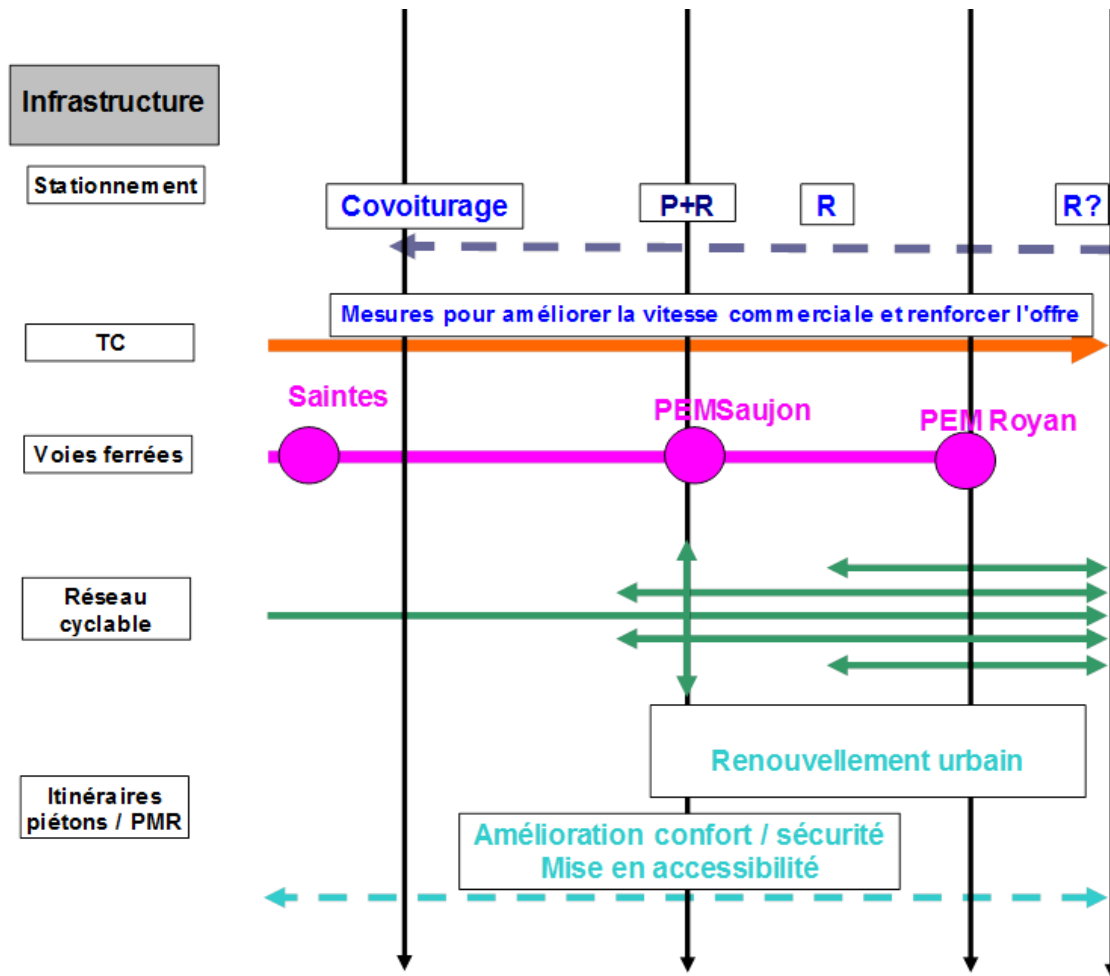 Infrastructure
Stationnement
Covoiturage
P+R
R
R?
Mesures pour améliorer la vitesse commerciale et renforcer l'offre
TC
Saintes
PEMSaujon
PEM Royan
Voies ferrées
Réseau
cyclable
Renouvellement urbain
Itinéraires
piétons / PMR
Amélioration confort / sécurité
Mise en accessibilité